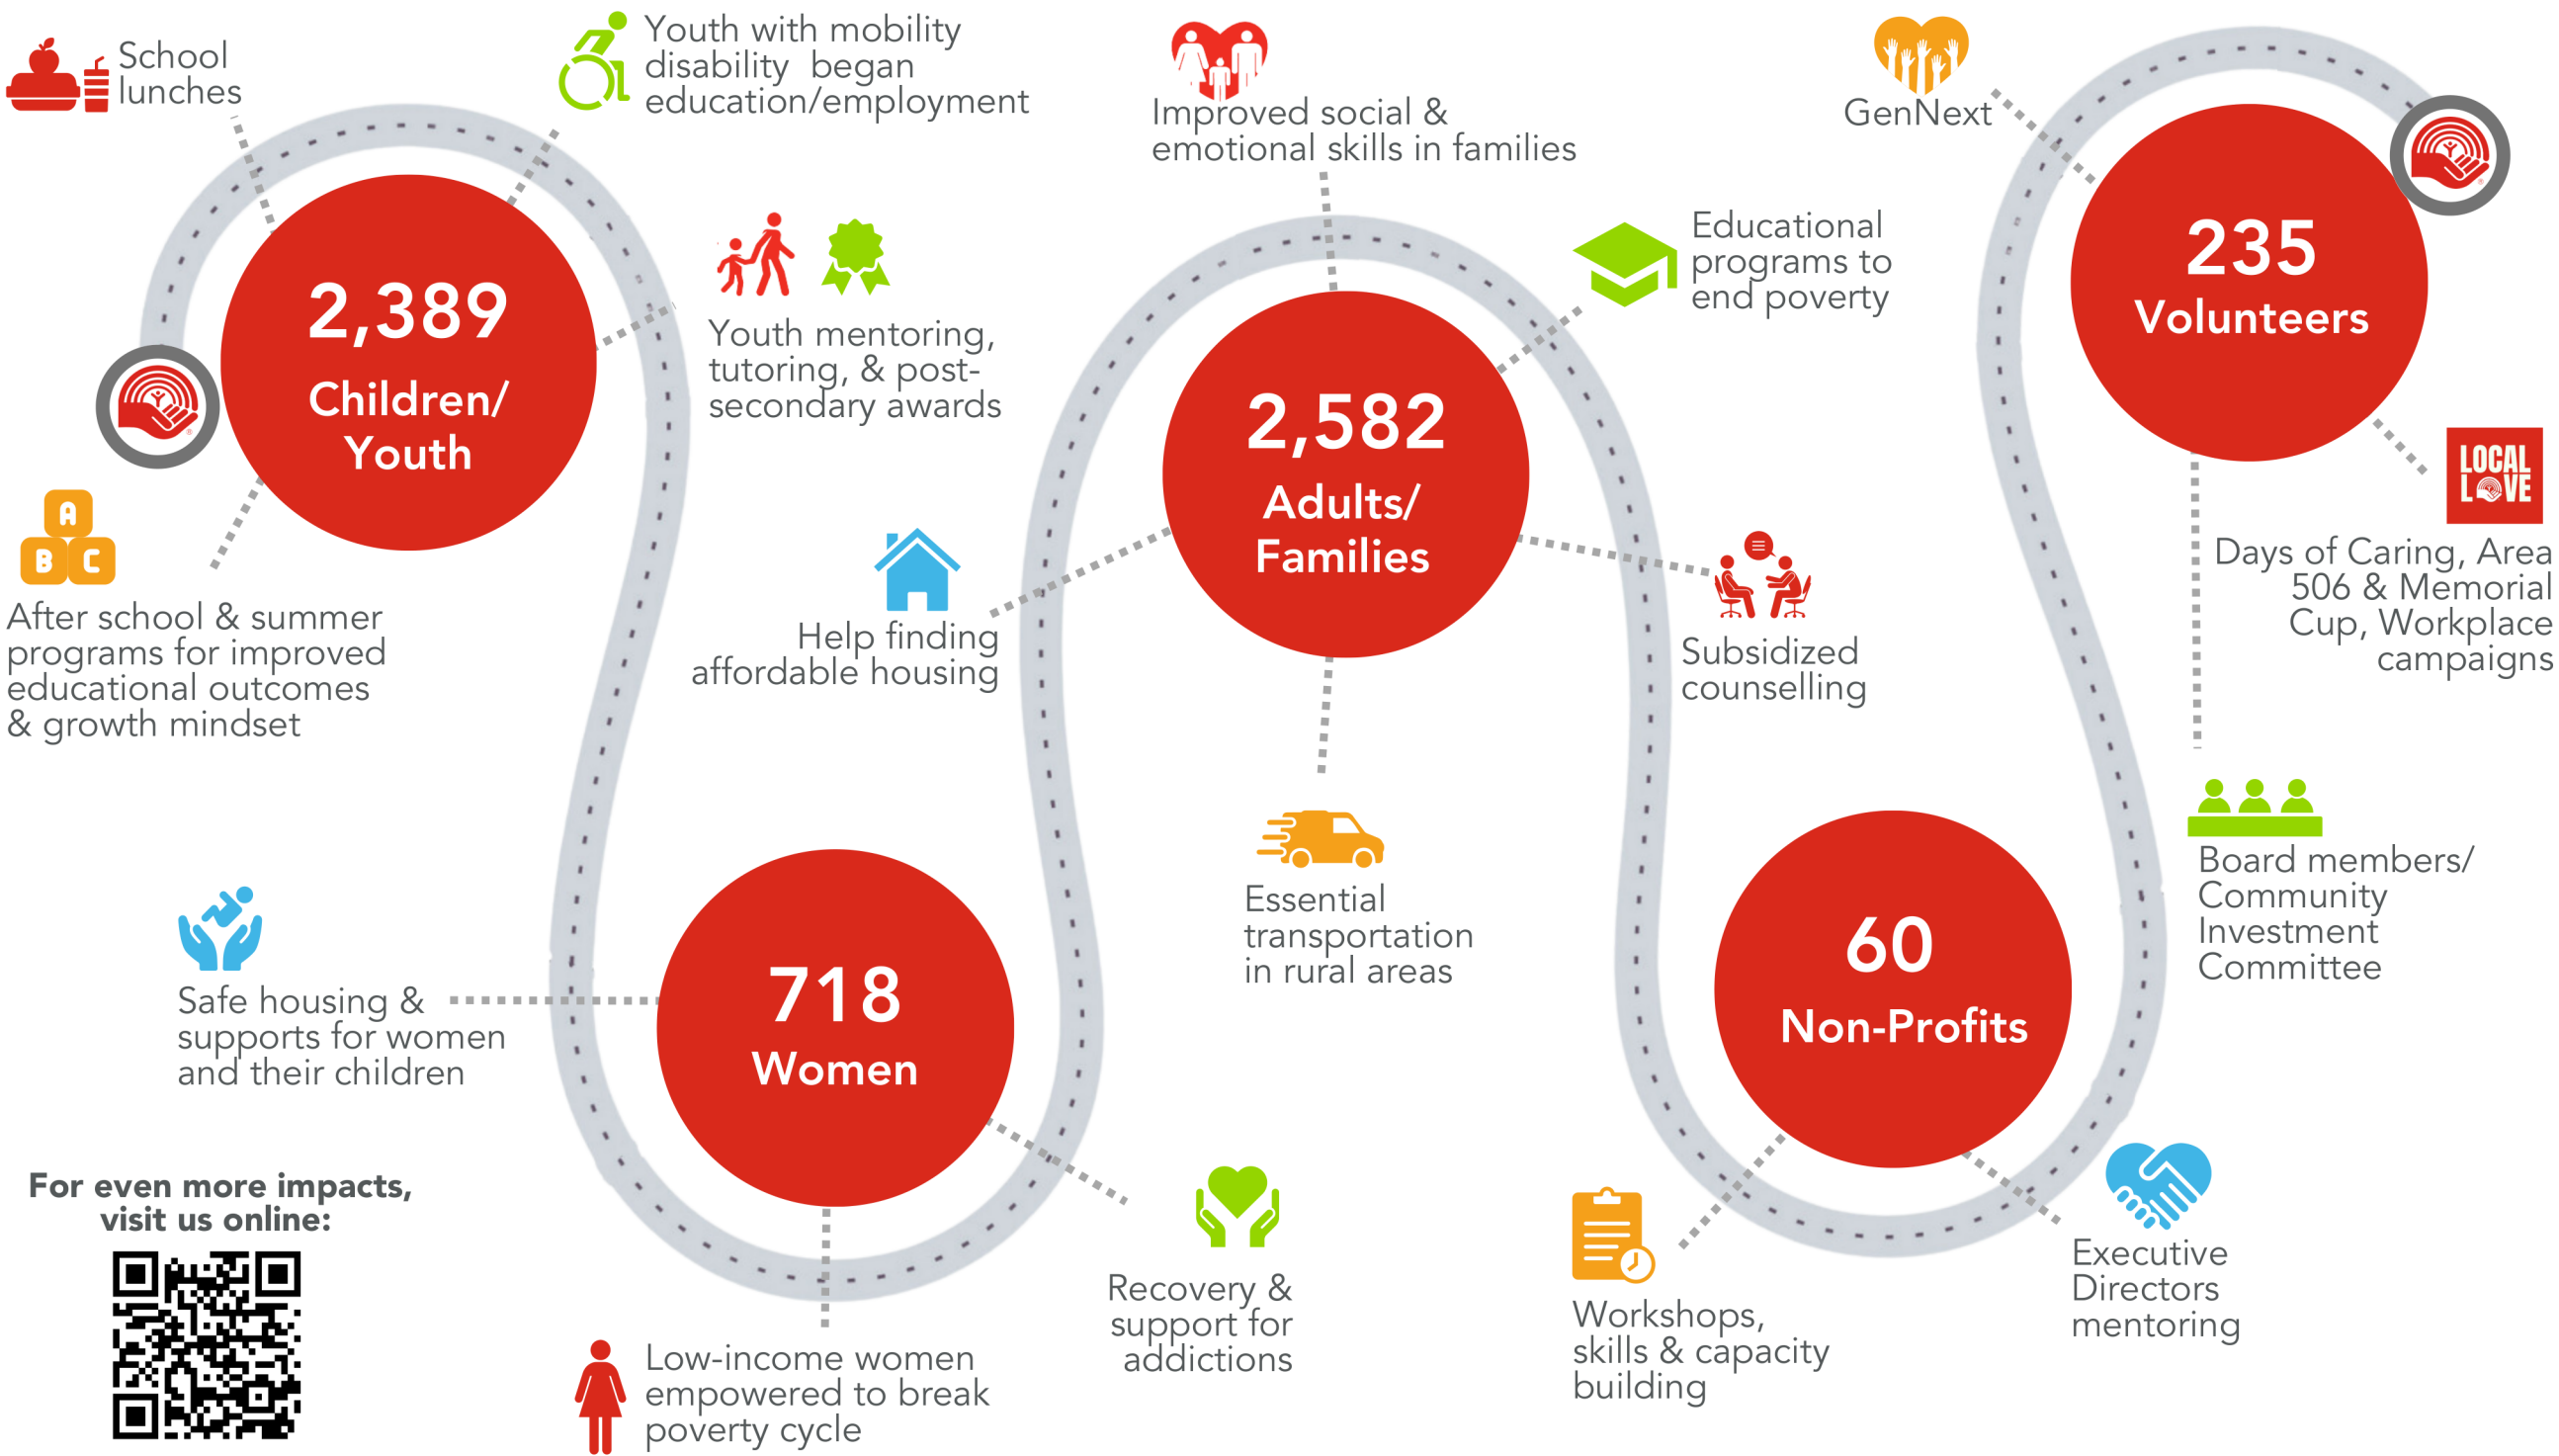 School
lunches
Youth with mobility
disability began
education/employment
2,389
Children/
Youth
Youth mentoring,
tutoring, & post-
secondary awards
A
B C
After school & summer
programs for improved
educational outcomes
& growth mindset
Safe housing &
supports for women
and their children
718
Women
Low-income women
empowered to break
poverty cycle
Recovery &
support for
addictions
Improved social &
emotional skills in families
Educational
programs to
end poverty
2,582
Adults/
Families
Help finding
affordable housing
Subsidized
counselling
Essential
transportation
in rural areas
60
Non-Profits
Workshops,
skills & capacity
building
Executive
Directors
mentoring
GenNext
235
Volunteers
LOCAL
LOVE
Days of Caring, Area
506 & Memorial
Cup, Workplace
campaigns
Board members/
Community
Investment
Committee
For even more impacts,
visit us online: